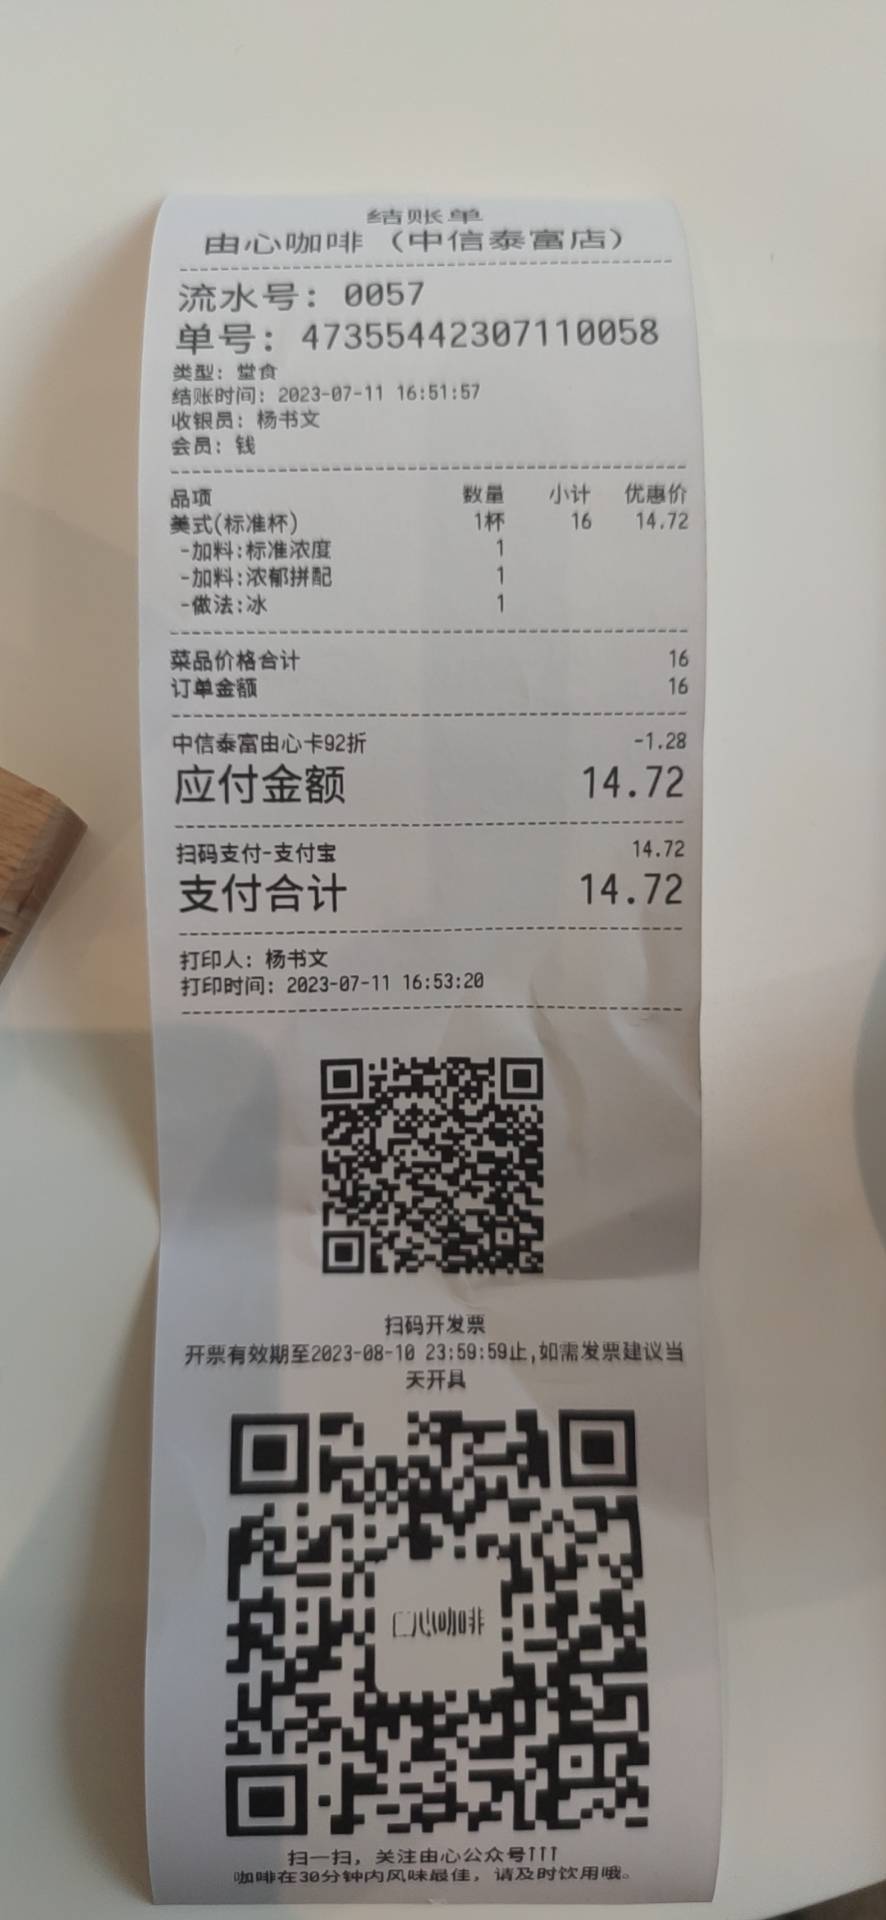 结账单
由心咖啡（中信泰富店）
流水号：0057
单号：47355442307110058
类型：堂食
结账时间：2023-07-11 16:51:57
收银员：杨书文
会员：钱
品项 数量 小计 优惠价
美式(标准杯) 1杯 16 14.72
-加料:标准浓度 1
-加料:浓郁拼配 1
-做法:冰 1
菜品价格合计 16
订单金额 16
中信泰富由心卡92折 -1.28
应付金额 14.72
扫码支付-支付宝 14.72
支付合计 14.72
打印人：杨书文
打印时间：2023-07-11 16:53:20
扫码开发票
开票有效期至2023-08-10 23:59:59止,如需发票建议当
天开具
心咖啡
扫一扫，关注由心公众号!!!
咖啡在30分钟内风味最佳，请及时饮用哦。